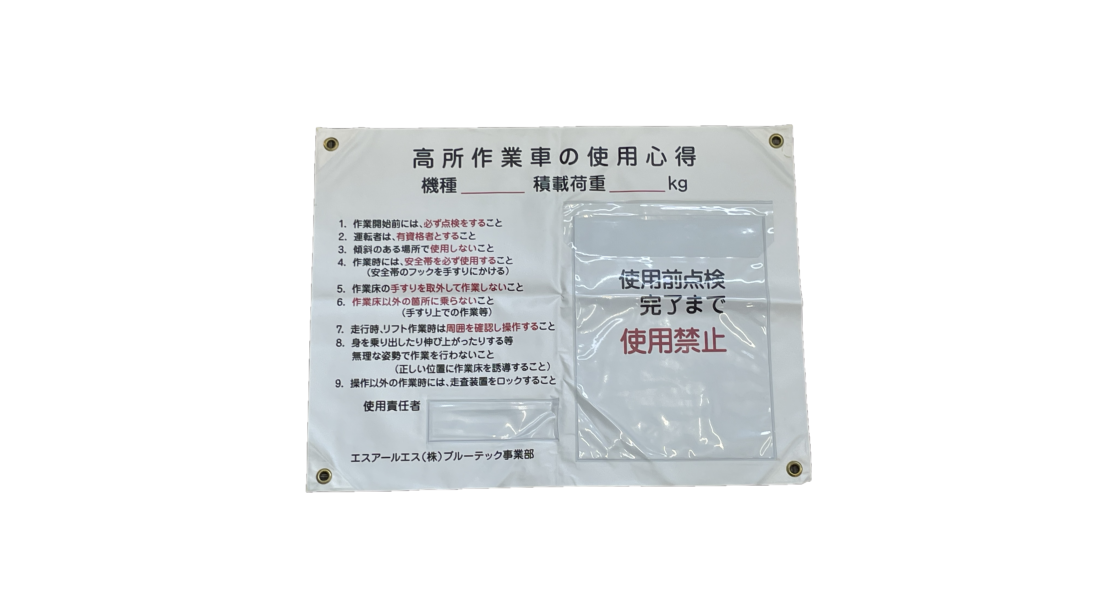 高所作業車の使用心得
機種______ 積載荷重______kg
1. 作業開始前には、必ず点検をすること
2. 運転者は、有資格者とすること
3. 傾斜のある場所で使用しないこと
4. 作業時には、安全帯を必ず使用すること
(安全帯のフックを手すりにかける)
5. 作業床の手すりを取外して作業しないこと
6. 作業床以外の箇所に乗らないこと
(手すり上での作業等)
7. 走行時、リフト作業時は周囲を確認し操作すること
8. 身を乗り出したり伸び上がったりする等
無理な姿勢で作業を行わないこと
(正しい位置に作業床を誘導すること)
9. 操作以外の作業時には、走査装置をロックすること
使用責任者
エスアールエス(株)ブルーテック事業部
使用前点検
完了まで
使用禁止